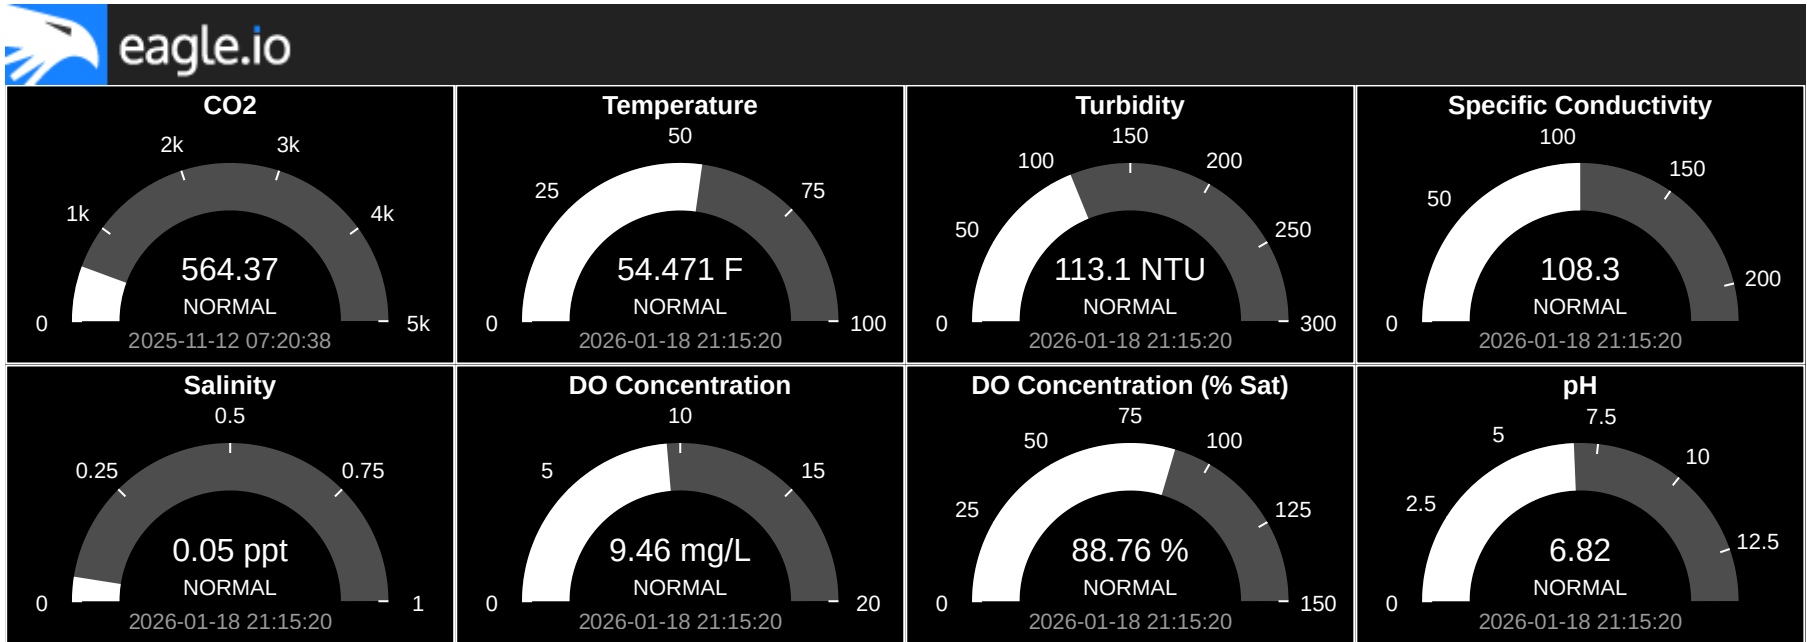 eagle.io
CO2
0
1k
2k
3k
4k
5k
564.37
NORMAL
2025-11-12 07:20:38
Temperature
0
25
50
75
100
54.471 F
NORMAL
2026-01-18 21:15:20
Turbidity
0
50
100
150
200
250
300
113.1 NTU
NORMAL
2026-01-18 21:15:20
Specific Conductivity
0
50
100
150
200
108.3
NORMAL
2026-01-18 21:15:20
Salinity
0
0.25
0.5
0.75
1
0.05 ppt
NORMAL
2026-01-18 21:15:20
DO Concentration
0
5
10
15
20
9.46 mg/L
NORMAL
2026-01-18 21:15:20
DO Concentration (% Sat)
0
25
50
75
100
125
150
88.76 %
NORMAL
2026-01-18 21:15:20
pH
0
2.5
5
7.5
10
12.5
6.82
NORMAL
2026-01-18 21:15:20